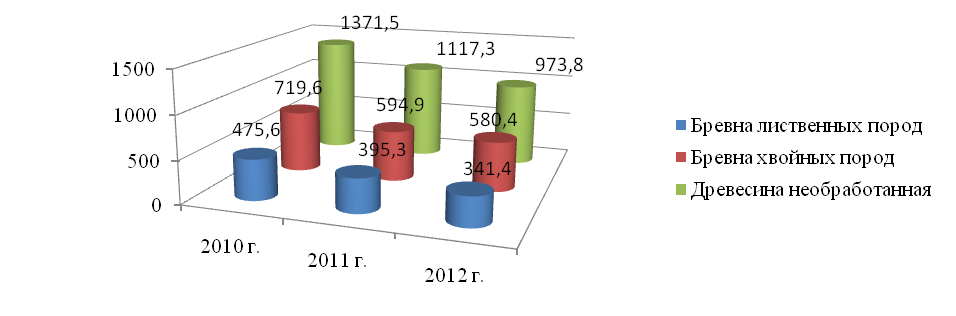 1371,5
1117,3
973,8
1500
719,6
594,9
580,4
1000
475,6
395,3
341,4
500
0
2010 г.
2011 г.
2012 г.
Бревна лиственных пород
Бревна хвойных пород
Древесина необработанная